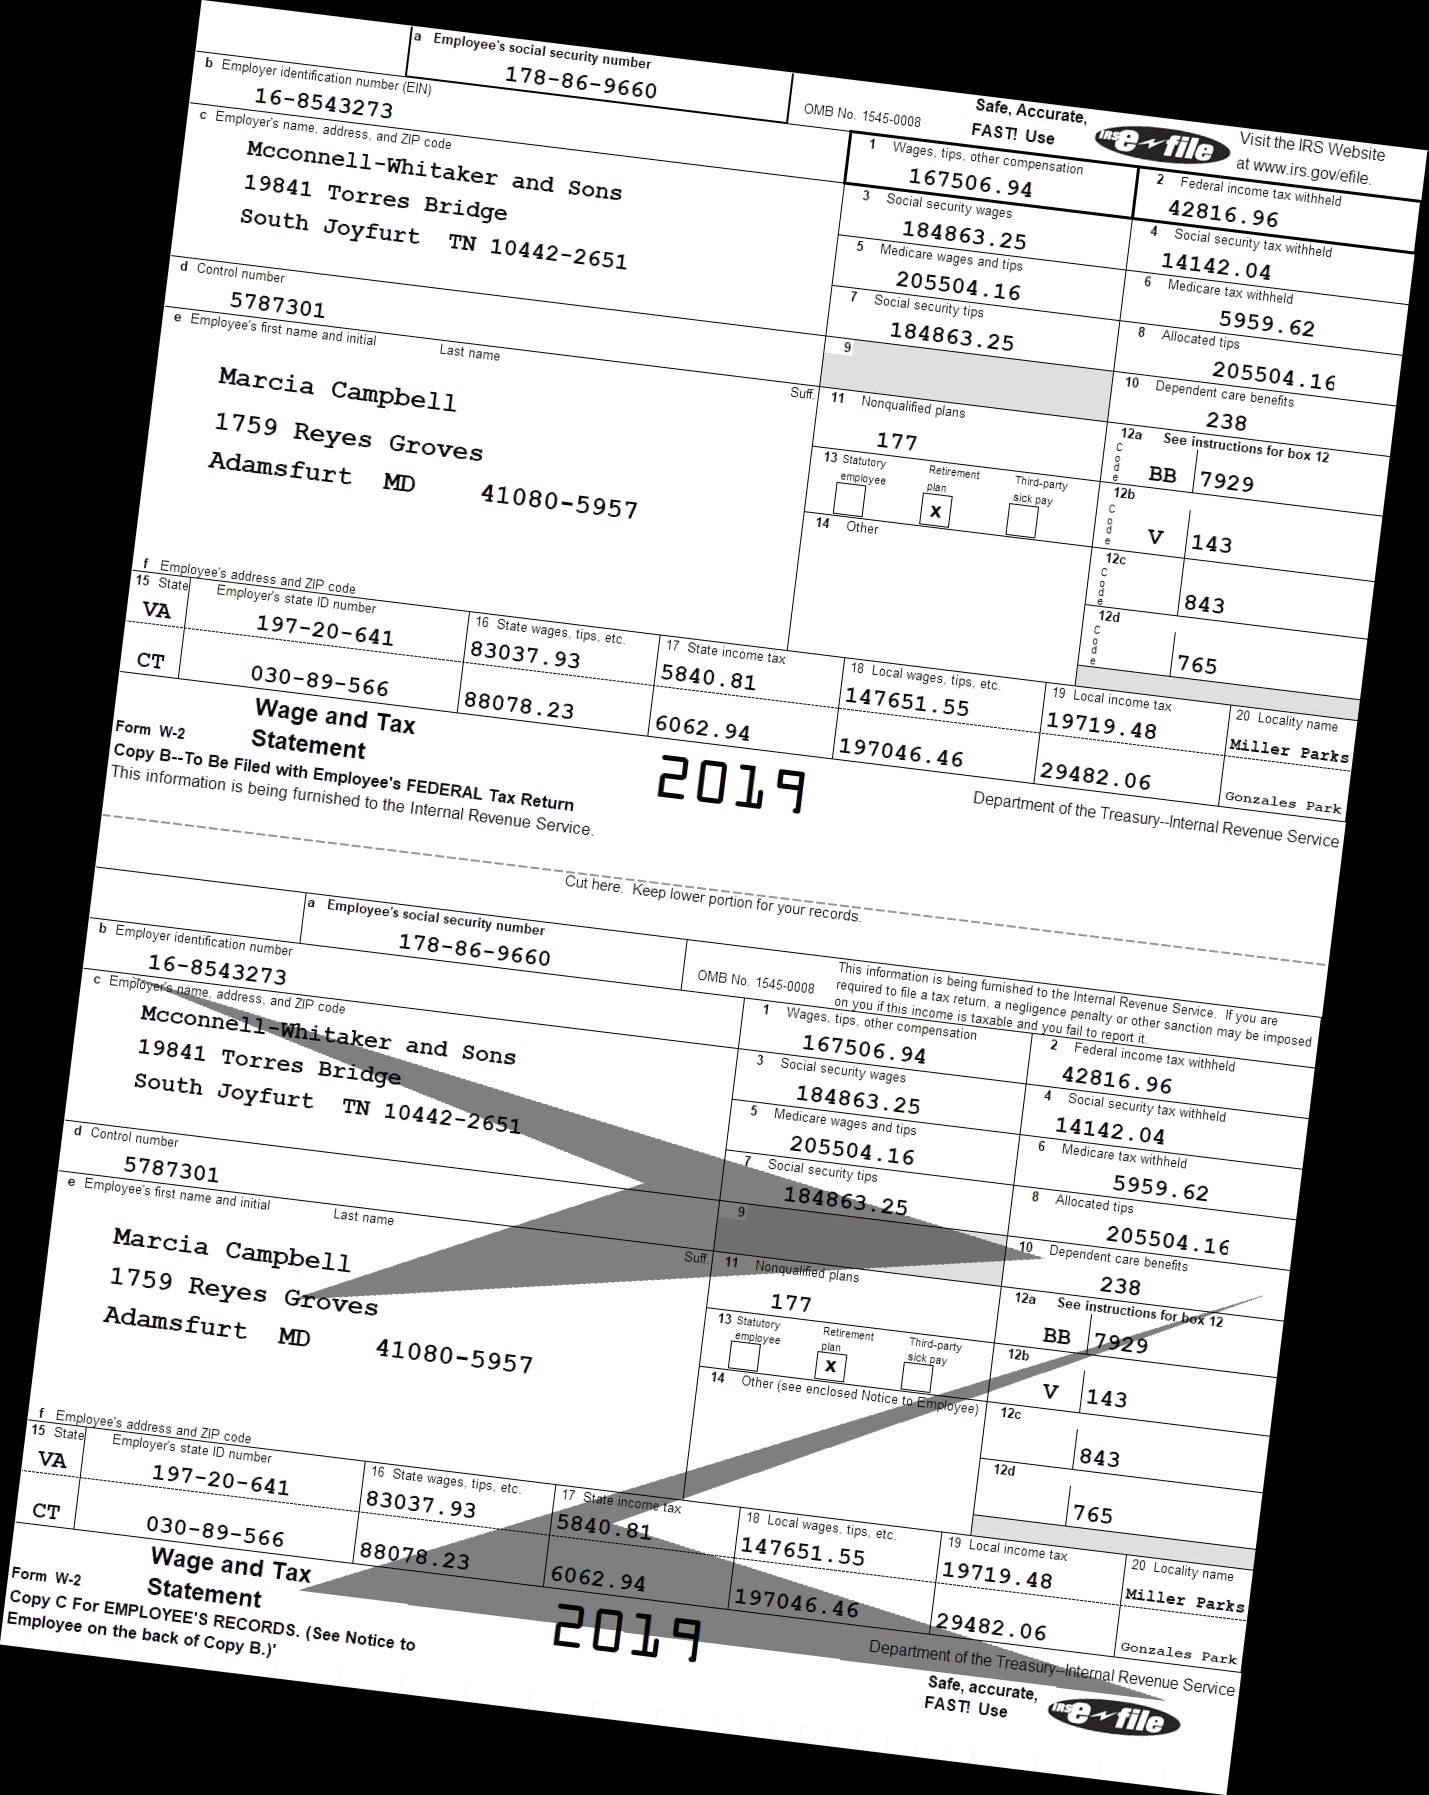 a Employee's social security number
178-86-9660
b Employer identification number (EIN)
16-8543273
OMB No. 1545-0008
Safe, Accurate,
FAST! Use
IRS e-file
Visit the IRS Website
at www.irs.gov/efile.
c Employer's name, address, and ZIP code
Mcconnell-Whitaker and Sons
19841 Torres Bridge
South Joyfurt TN 10442-2651
1 Wages, tips, other compensation
167506.94
2 Federal income tax withheld
42816.96
3 Social security wages
184863.25
4 Social security tax withheld
14142.04
5 Medicare wages and tips
205504.16
6 Medicare tax withheld
5959.62
d Control number
5787301
7 Social security tips
184863.25
8 Allocated tips
205504.16
e Employee's first name and initial Last name Suff.
Marcia Campbell
1759 Reyes Groves
Adamsfurt MD 41080-5957
9
10 Dependent care benefits
238
11 Nonqualified plans
177
12a See instructions for box 12
Code BB 7929
13 Statutory employee Retirement plan Third-party sick pay
x
12b
Code V 143
14 Other
12c
Code 843
12d
Code 765
f Employee's address and ZIP code
15 State Employer's state ID number
VA 197-20-641
CT 030-89-566
16 State wages, tips, etc.
83037.93
88078.23
17 State income tax
5840.81
6062.94
18 Local wages, tips, etc.
147651.55
197046.46
19 Local income tax
19719.48
29482.06
20 Locality name
Miller Parks
Gonzales Park
Form W-2
Wage and Tax
Statement
2019
Department of the Treasury--Internal Revenue Service
Copy B--To Be Filed with Employee's FEDERAL Tax Return
This information is being furnished to the Internal Revenue Service.
Cut here. Keep lower portion for your records.
a Employee's social security number
178-86-9660
b Employer identification number
16-8543273
OMB No. 1545-0008
This information is being furnished to the Internal Revenue Service. If you are
required to file a tax return, a negligence penalty or other sanction may be imposed
on you if this income is taxable and you fail to report it.
c Employer's name, address, and ZIP code
Mcconnell-Whitaker and Sons
19841 Torres Bridge
South Joyfurt TN 10442-2651
1 Wages, tips, other compensation
167506.94
2 Federal income tax withheld
42816.96
3 Social security wages
184863.25
4 Social security tax withheld
14142.04
5 Medicare wages and tips
205504.16
6 Medicare tax withheld
5959.62
d Control number
5787301
7 Social security tips
184863.25
8 Allocated tips
205504.16
e Employee's first name and initial Last name Suff.
Marcia Campbell
1759 Reyes Groves
Adamsfurt MD 41080-5957
9
10 Dependent care benefits
238
11 Nonqualified plans
177
12a See instructions for box 12
BB 7929
13 Statutory employee Retirement plan Third-party sick pay
x
12b
V 143
14 Other (see enclosed Notice to Employee)
12c
843
12d
765
f Employee's address and ZIP code
15 State Employer's state ID number
VA 197-20-641
CT 030-89-566
16 State wages, tips, etc.
83037.93
88078.23
17 State income tax
5840.81
6062.94
18 Local wages, tips, etc.
147651.55
197046.46
19 Local income tax
19719.48
29482.06
20 Locality name
Miller Parks
Gonzales Park
Form W-2
Wage and Tax
Statement
2019
Department of the Treasury--Internal Revenue Service
Copy C For EMPLOYEE'S RECORDS. (See Notice to
Employee on the back of Copy B.)'
Safe, accurate,
FAST! Use
IRS e-file